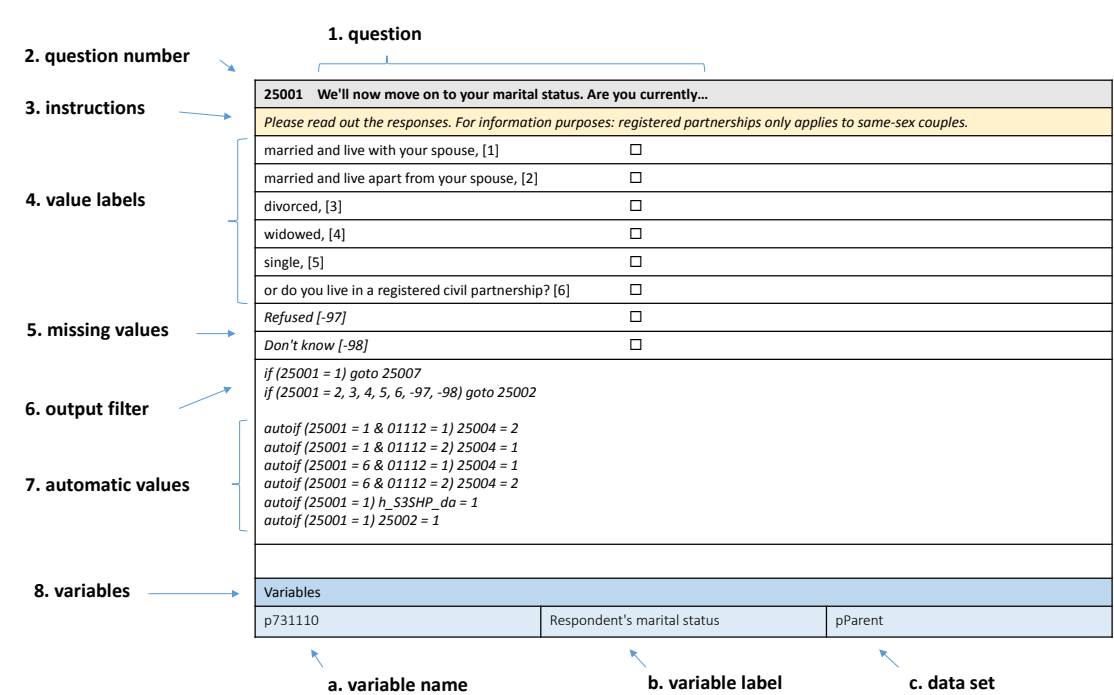 1. question
2. question number
25001 We'll now move on to your marital status. Are you currently…
3. instructions
Please read out the responses. For information purposes: registered partnerships only applies to same-sex couples.
married and live with your spouse, [1] ☐
married and live apart from your spouse, [2] ☐
4. value labels
divorced, [3] ☐
widowed, [4] ☐
single, [5] ☐
or do you live in a registered civil partnership? [6] ☐
5. missing values
Refused [-97] ☐
Don't know [-98] ☐
6. output filter
if (25001 = 1) goto 25007
if (25001 = 2, 3, 4, 5, 6, -97, -98) goto 25002
7. automatic values
autoif (25001 = 1 & 01112 = 1) 25004 = 2
autoif (25001 = 1 & 01112 = 2) 25004 = 1
autoif (25001 = 6 & 01112 = 1) 25004 = 1
autoif (25001 = 6 & 01112 = 2) 25004 = 2
autoif (25001 = 1) h_S3SHP_da = 1
autoif (25001 = 1) 25002 = 1
8. variables
Variables
p731110 Respondent's marital status pParent
a. variable name b. variable label c. data set